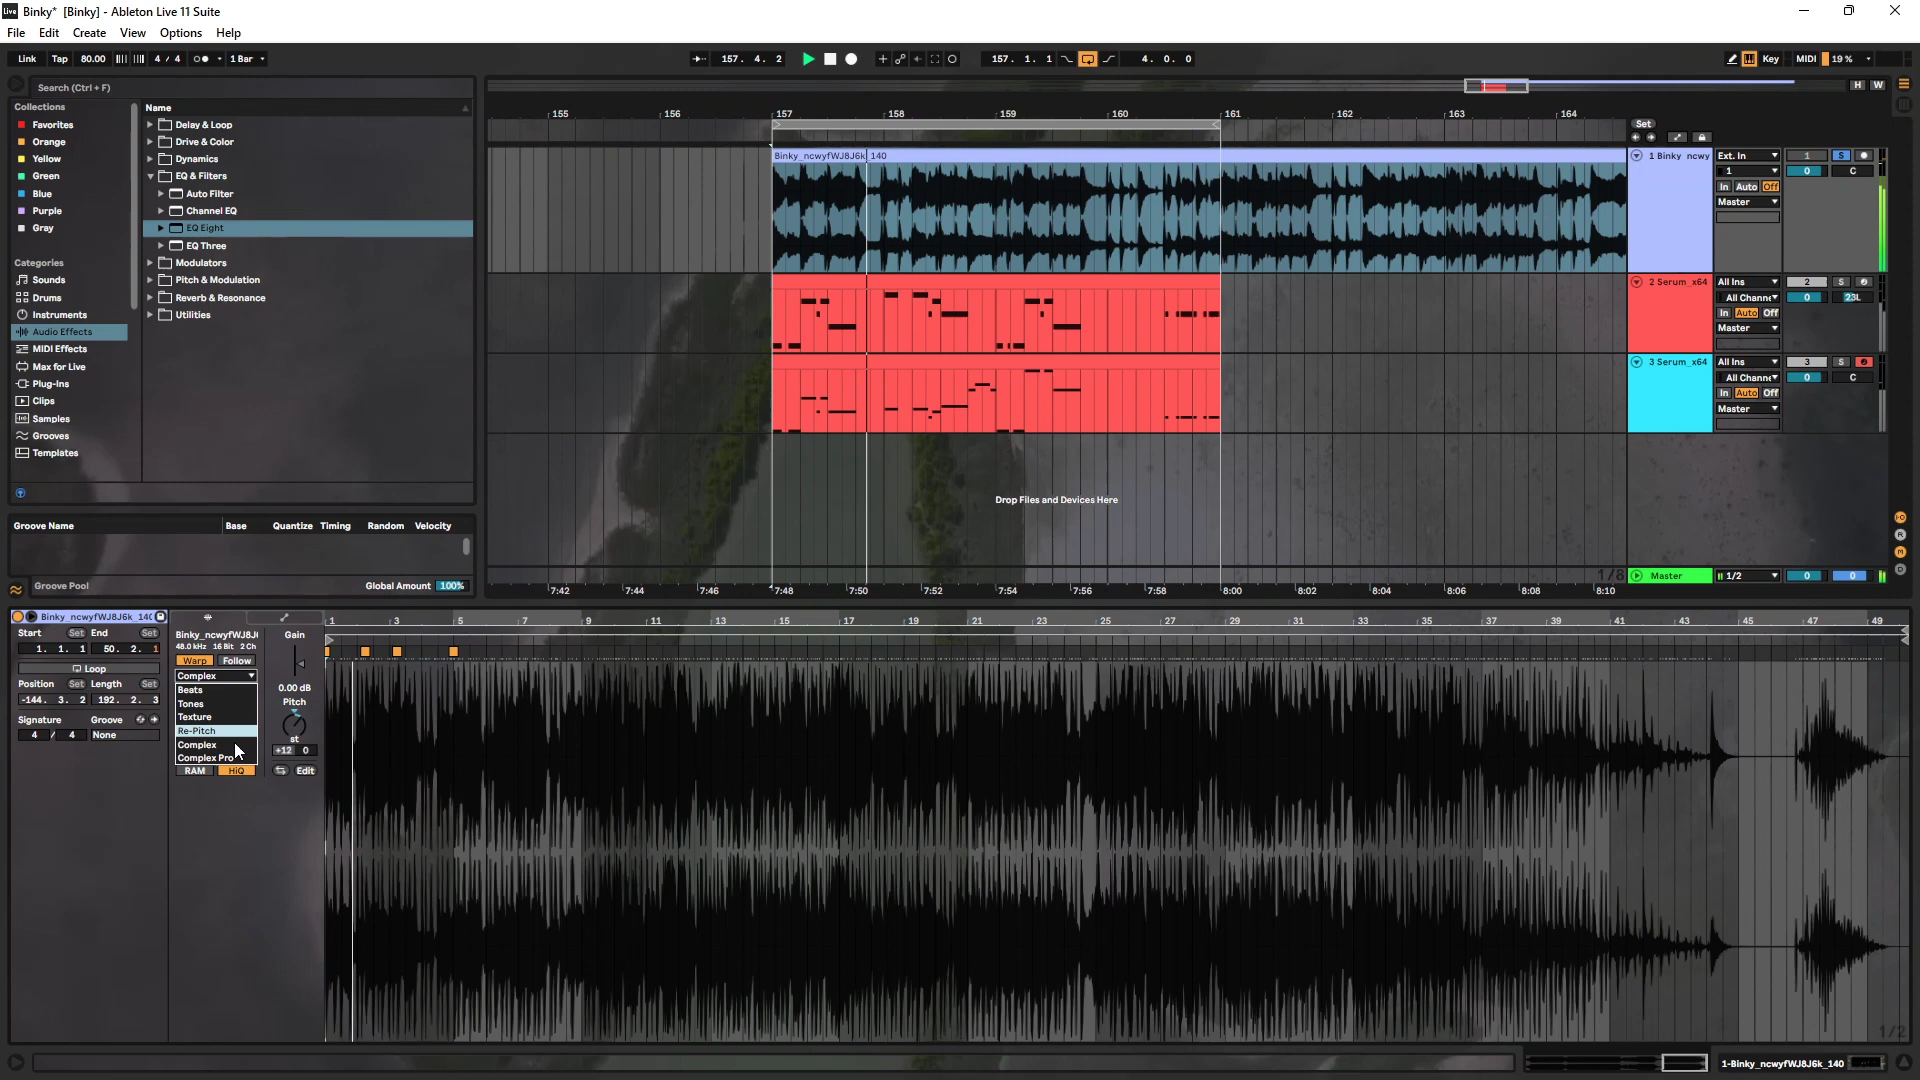 Live Binky* [Binky] - Ableton Live 11 Suite
File Edit Create View Options Help
Link Tap 80.00 4 / 4 1 Bar 157. 4. 2 157. 1. 1 4. 0. 0 Key MIDI 19 %
Search (Ctrl + F)
H W
Collections
Favorites
Orange
Yellow
Green
Blue
Purple
Gray
Categories
Sounds
Drums
Instruments
Audio Effects
MIDI Effects
Max for Live
Plug-Ins
Clips
Samples
Grooves
Templates
Name
Delay & Loop
Drive & Color
Dynamics
EQ & Filters
Auto Filter
Channel EQ
EQ Eight
EQ Three
Modulators
Pitch & Modulation
Reverb & Resonance
Utilities
Groove Name Base Quantize Timing Random Velocity
Groove Pool Global Amount 100%
155 156 157 158 159 160 161 162 163 164
Set
Binky_ncwyfWJ8J6k_140
1 Binky ncwy Ext. In 1 S
1 0 C
In Auto Off
Master
2 Serum_x64 All Ins 2 S
All Channe 0 23L
In Auto Off
Master
3 Serum_x64 All Ins 3 S
All Channe 0 C
In Auto Off
Master
Drop Files and Devices Here
1/8
Master 1/2 0 0
7:42 7:44 7:46 7:48 7:50 7:52 7:54 7:56 7:58 8:00 8:02 8:04 8:06 8:08 8:10
I·O
R
M
D
Binky_ncwyfWJ8J6k_140
Start Set End Set
1. 1. 1 50. 2. 1
Loop
Position Set Length Set
-144. 3. 2 192. 2. 3
Signature Groove
4 / 4 None
Binky_ncwyfWJ8J
48.0 kHz 16 Bit 2 Ch
Warp Follow
Complex
Beats
Tones
Texture
Re-Pitch
Complex
Complex Pro
RAM HiQ
Gain
0.00 dB
Pitch
st
+12 0
Edit
1 3 5 7 9 11 13 15 17 19 21 23 25 27 29 31 33 35 37 39 41 43 45 47 49
1/2
1-Binky_ncwyfWJ8J6k_140